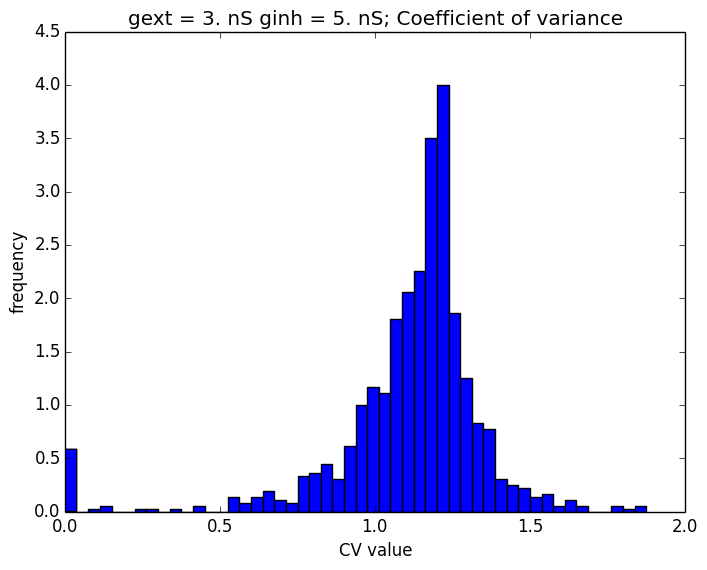 gext = 3. nS ginh = 5. nS; Coefficient of variance
4.5
4.0
3.5
3.0
2.5
2.0
1.5
1.0
0.5
0.0
frequency
0.0 0.5 1.0 1.5 2.0
CV value